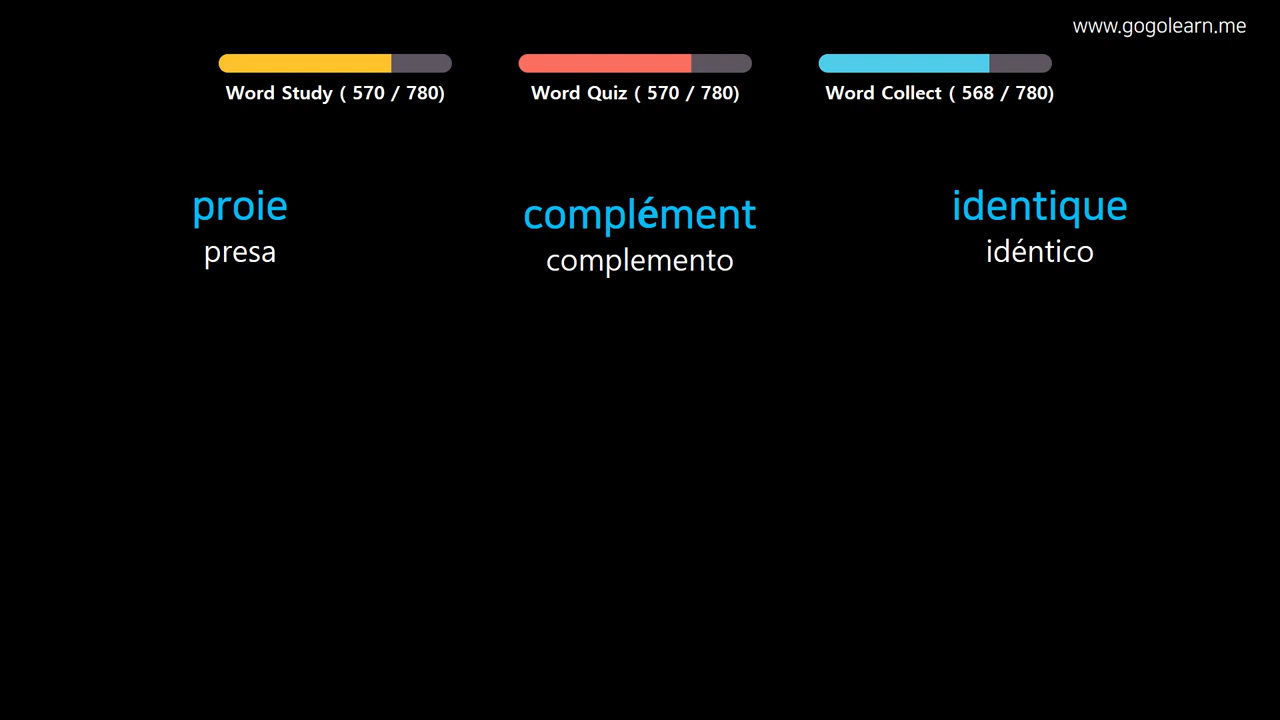 www.gogolearn.me
Word Study ( 570 / 780)
Word Quiz ( 570 / 780)
Word Collect ( 568 / 780)
proie
presa
complément
complemento
identique
idéntico